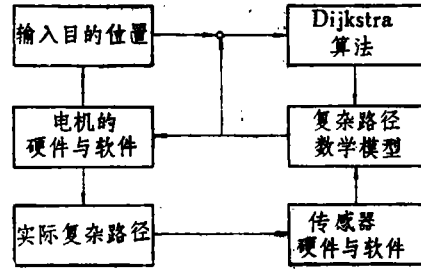 输入目的位置
Dijkstra
算法
电机的
硬件与软件
复杂路径
数学模型
实际复杂路径
传感器
硬件与软件